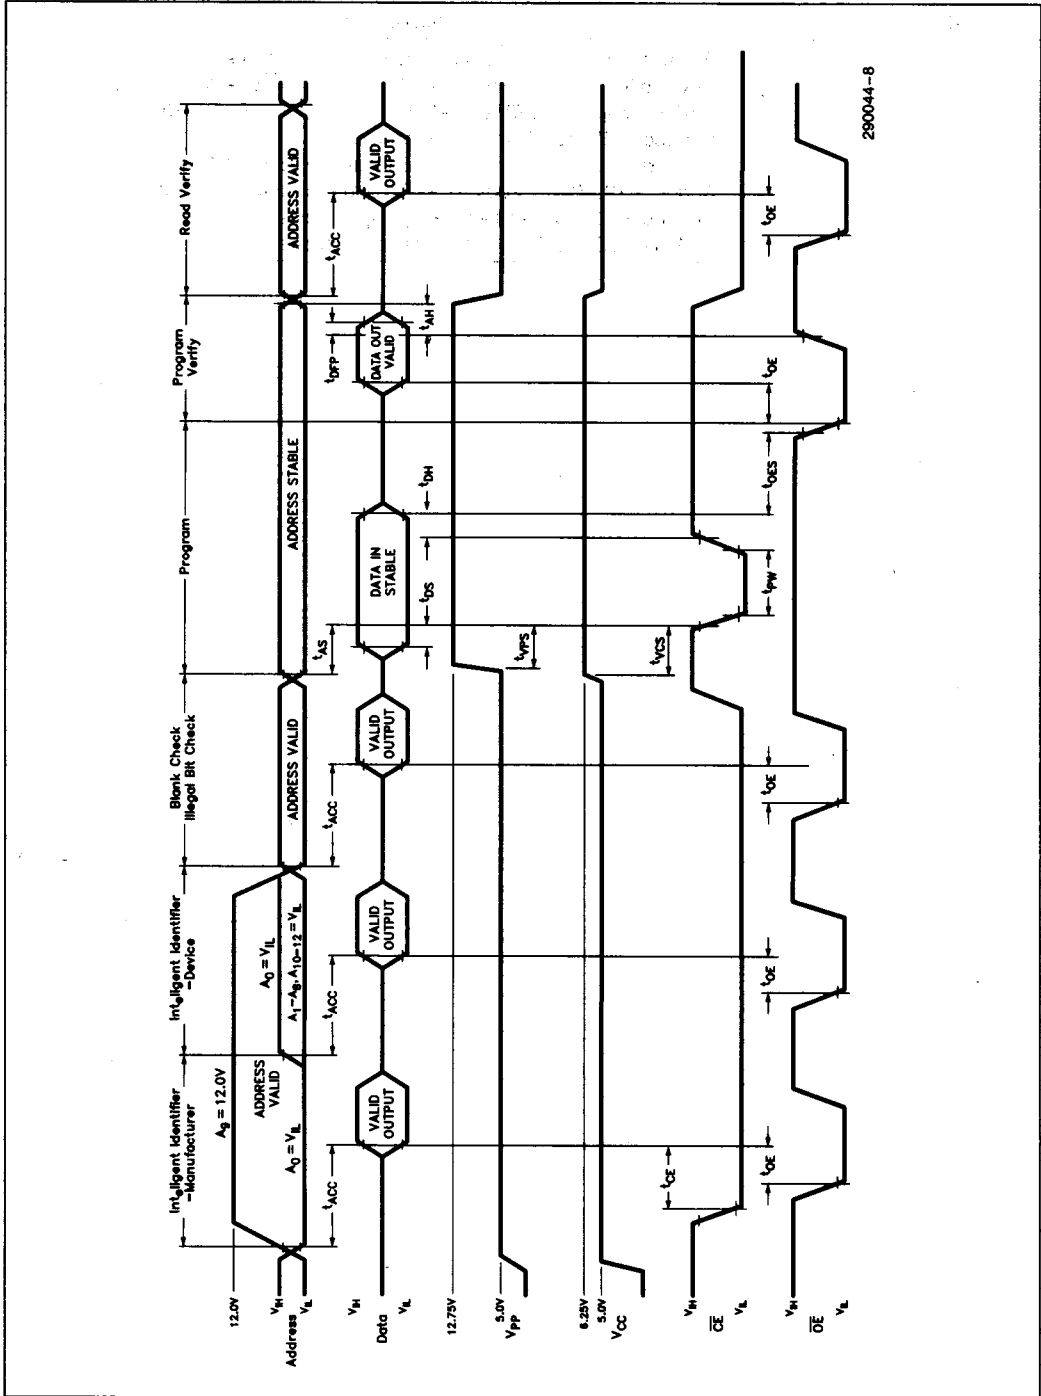 Intelligent Identifier
-Manufacturer
Intelligent Identifier
-Device
Blank Check
Illegal Bit Check
Program
Program
Verify
Read Verify
12.0V
A9 = 12.0V
VIH
Address
VIL
ADDRESS
VALID
A0 = VIL
A0 = VIL
A1-A8, A10-12 = VIL
ADDRESS VALID
ADDRESS STABLE
ADDRESS VALID
tACC
tACC
tACC
tAS
tDFP
tACC
VIH
Data
VIL
VALID
OUTPUT
VALID
OUTPUT
VALID
OUTPUT
DATA IN
STABLE
DATA OUT
VALID
VALID
OUTPUT
tDS
tDH
tAH
12.75V
5.0V
VPP
tVPS
6.25V
5.0V
VCC
tVCS
tCE
VIH
CE
VIL
tPW
tOES
tOE
tOE
tOE
tOE
tOE
VIH
OE
VIL
290044-8